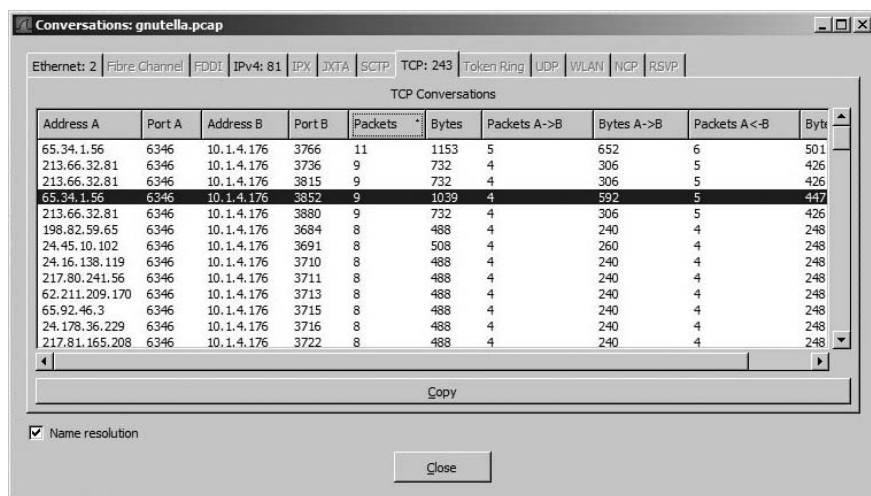 Conversations: gnutella.pcap
Ethernet: 2 Fibre Channel FDDI IPv4: 81 IPX JXTA SCTP TCP: 243 Token Ring UDP WLAN NCP RSVP
TCP Conversations
Address A Port A Address B Port B Packets Bytes Packets A->B Bytes A->B Packets A<-B Byte
65.34.1.56 6346 10.1.4.176 3766 11 1153 5 652 6 501
213.66.32.81 6346 10.1.4.176 3736 9 732 4 306 5 426
213.66.32.81 6346 10.1.4.176 3815 9 732 4 306 5 426
65.34.1.56 6346 10.1.4.176 3852 9 1039 4 592 5 447
213.66.32.81 6346 10.1.4.176 3880 9 732 4 306 5 426
198.82.59.65 6346 10.1.4.176 3684 8 488 4 240 4 248
24.45.10.102 6346 10.1.4.176 3691 8 508 4 260 4 248
24.16.138.119 6346 10.1.4.176 3710 8 488 4 240 4 248
217.80.241.56 6346 10.1.4.176 3711 8 488 4 240 4 248
62.211.209.170 6346 10.1.4.176 3713 8 488 4 240 4 248
65.92.46.3 6346 10.1.4.176 3715 8 488 4 240 4 248
24.178.36.229 6346 10.1.4.176 3716 8 488 4 240 4 248
217.81.165.208 6346 10.1.4.176 3722 8 488 4 240 4 248
Copy
Name resolution
Close